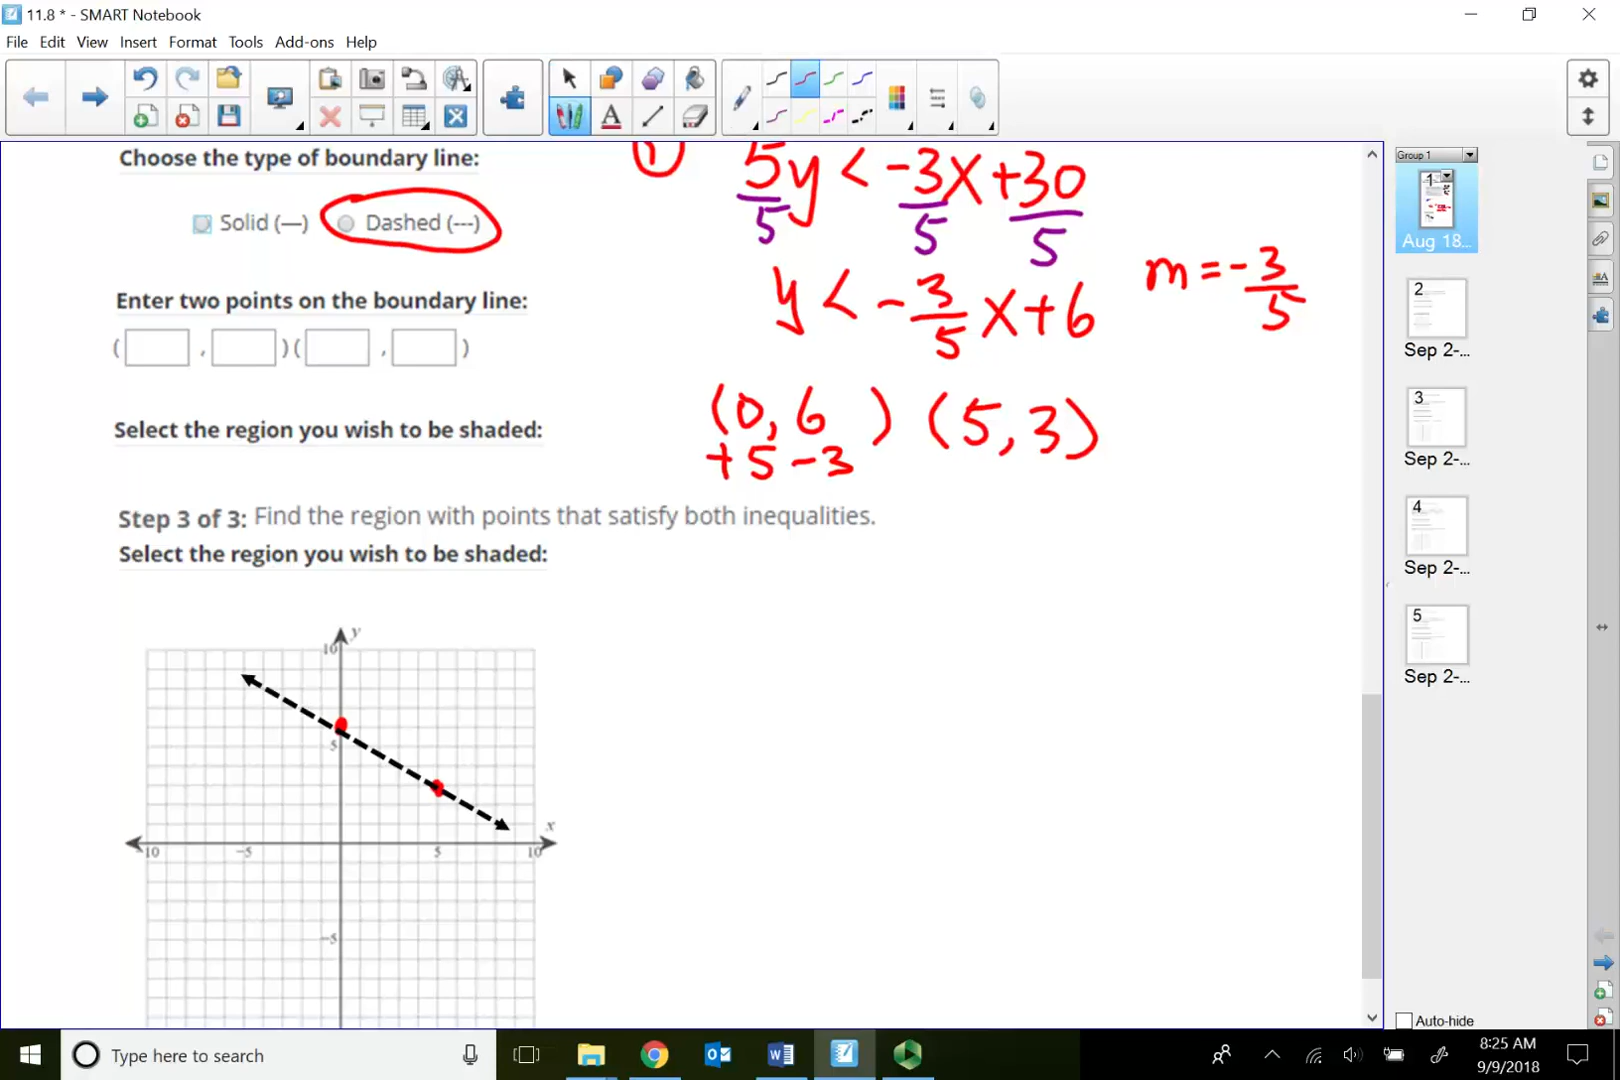 11.8 * - SMART Notebook
File Edit View Insert Format Tools Add-ons Help
Choose the type of boundary line:
Solid (—) Dashed (---)
Enter two points on the boundary line:
( , )( , )
Select the region you wish to be shaded:
Step 3 of 3: Find the region with points that satisfy both inequalities.
Select the region you wish to be shaded:
1
5y < -3x+30
5 5 5
y < -3/5 x+6
m = -3/5
(0, 6) (5, 3)
+5 -3
y
10
5
x
-10 -5 5 10
-5
Group 1
1
Aug 18...
2
Sep 2-...
3
Sep 2-...
4
Sep 2-...
5
Sep 2-...
Auto-hide
Type here to search
8:25 AM
9/9/2018